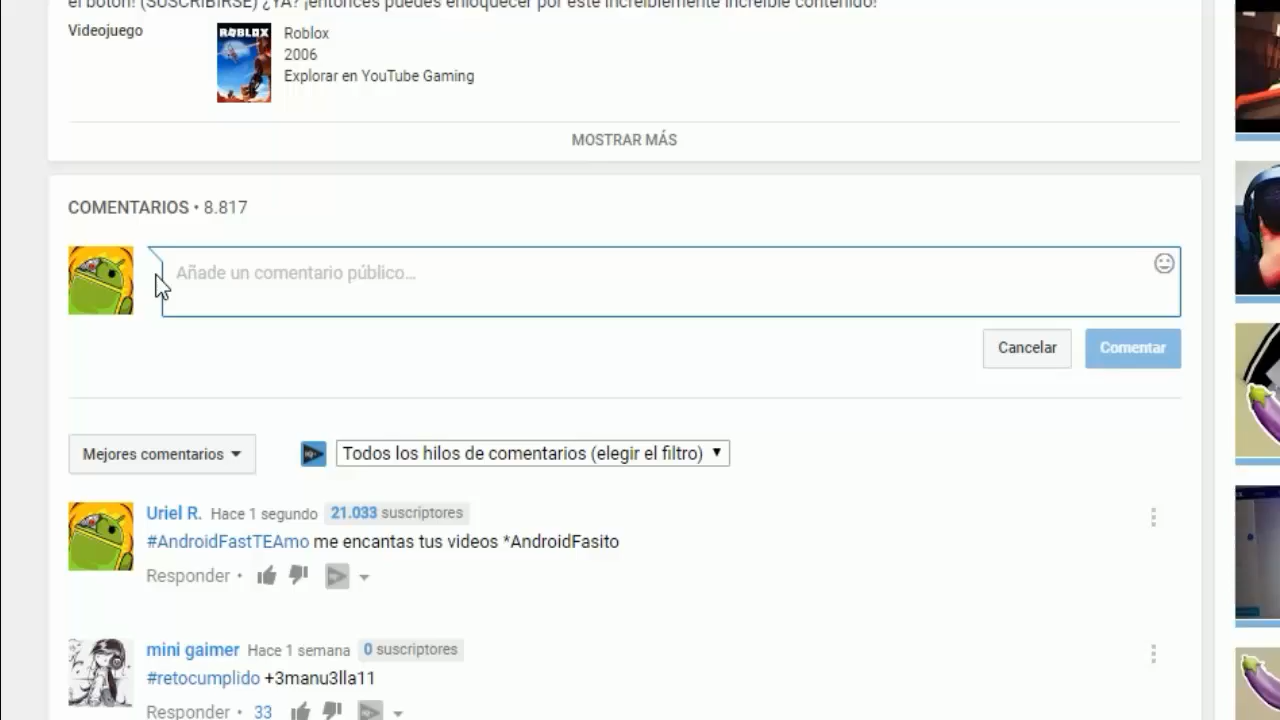 el botón! (SUSCRIBIRSE) ¿YA? ¡entonces puedes enloquecer por este increiblemente increible contenido!
Videojuego
ROBLOX
Roblox
2006
Explorar en YouTube Gaming
MOSTRAR MÁS
COMENTARIOS • 8.817
Añade un comentario público...
Cancelar
Comentar
Mejores comentarios
Todos los hilos de comentarios (elegir el filtro)
Uriel R. Hace 1 segundo 21.033 suscriptores
#AndroidFastTEAmo me encantas tus videos *AndroidFasito
Responder •
mini gaimer Hace 1 semana 0 suscriptores
#retocumplido +3manu3lla11
Responder • 33